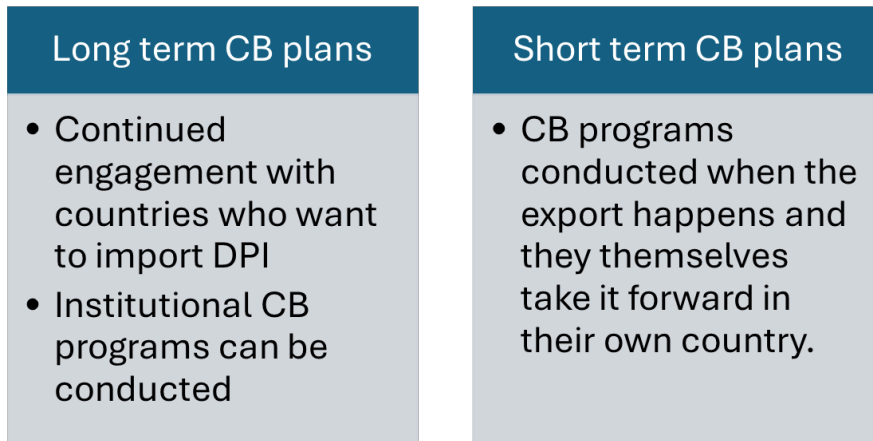 Long term CB plans
• Continued
engagement with
countries who want
to import DPI
• Institutional CB
programs can be
conducted
Short term CB plans
• CB programs
conducted when the
export happens and
they themselves
take it forward in
their own country.